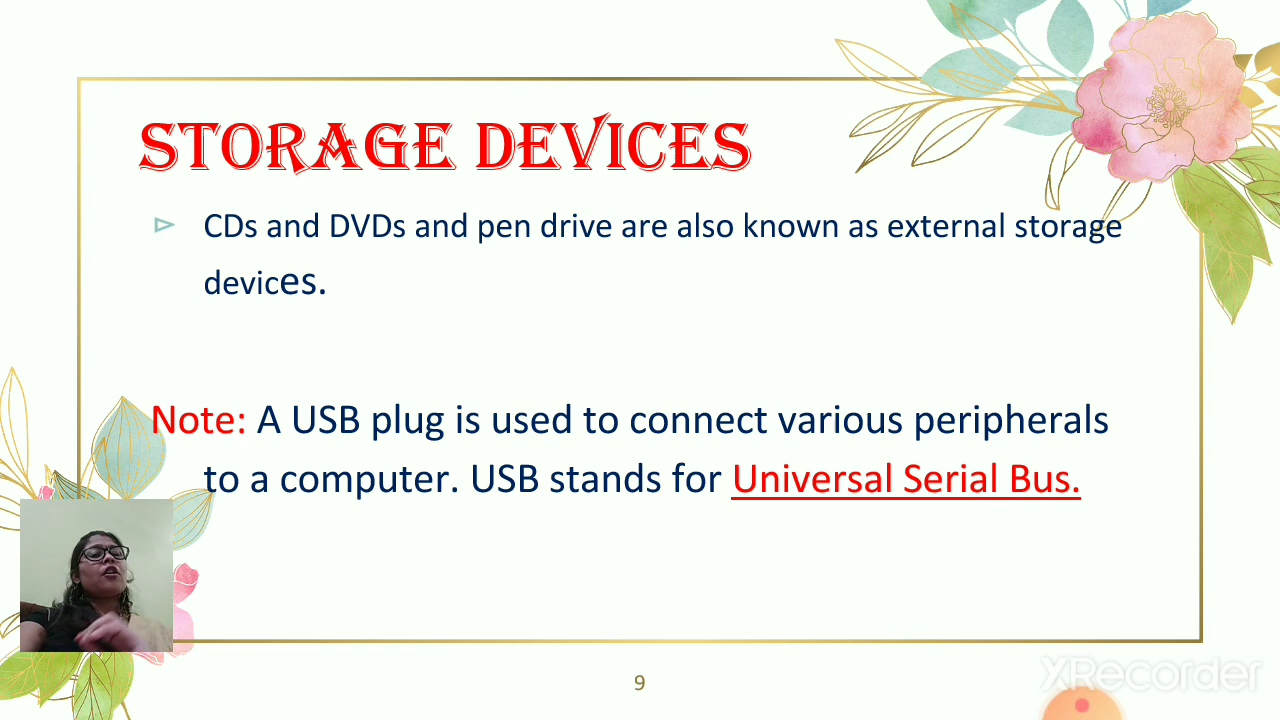 STORAGE DEVICES
CDs and DVDs and pen drive are also known as external storage
devices.
Note: A USB plug is used to connect various peripherals
to a computer. USB stands for Universal Serial Bus.
9
XRecorder